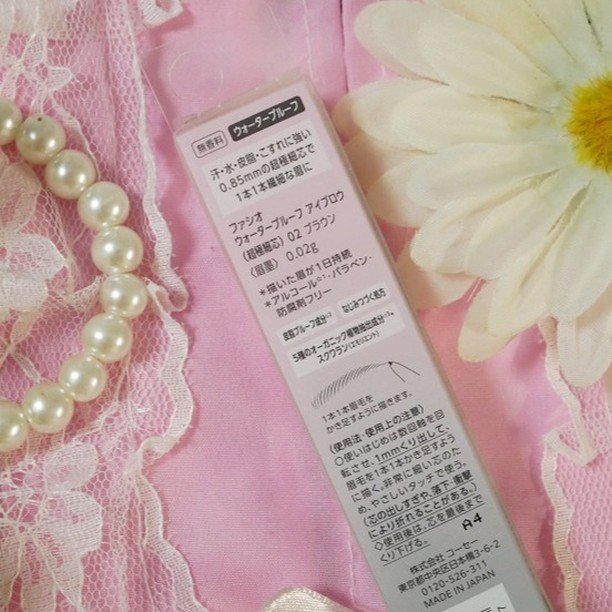 無香料 ウォータープルーフ
汗・水・皮脂・こすれに強い
0.85mmの超極細芯で
1本1本繊細な眉に
ファシオ
ウォータープルーフ アイブロウ
(超極細芯) 02 ブラウン
〈眉墨〉 0.02g
*描いた眉が1日持続
*アルコール※1・パラベン・
防腐剤フリー
皮脂プルーフ成分※2 なじみつづく処方
5種のオーガニック植物抽出成分※3・
スクワラン(エモリエント)
1本1本眉毛を
かき足すように描きます。
〈使用法・使用上の注意〉
○使いはじめは数回軸を回
転させ、1mmくり出して、
眉毛を1本1本かき足すよう
に描く。非常に細い芯のた
め、やさしいタッチで使う。
(芯の出しすぎや、落下、衝撃
により折れることがある。)
◇使用後は、芯を最後まで
くり下げる。 A4
株式会社 コーセー
東京都中央区日本橋3-6-2
0120-526-311
MADE IN JAPAN